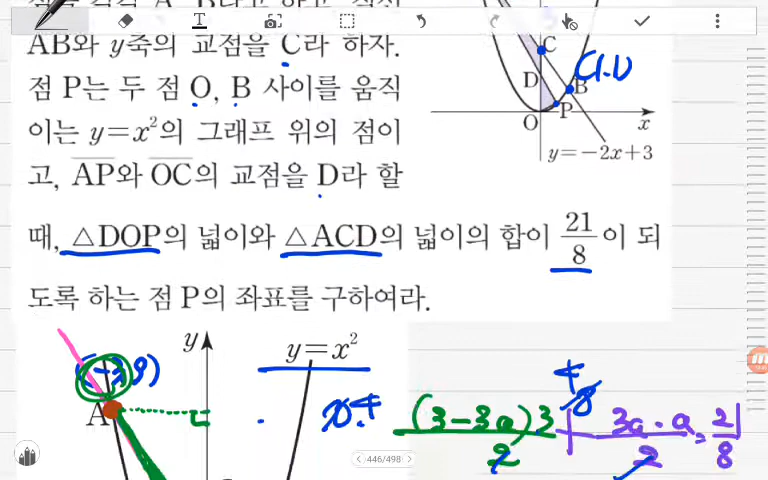 AB와 y축의 교점을 C라 하자.
점 P는 두 점 O, B 사이를 움직
이는 y=x²의 그래프 위의 점이
고, AP와 OC의 교점을 D라 할
때, △DOP의 넓이와 △ACD의 넓이의 합이 21/8 이 되
도록 하는 점 P의 좌표를 구하여라.
C
(1,1)
B
D
O
P
x
y=-2x+3
y
y=x²
A
(3-3a)3/2 + 3a·a/2 = 21/8
446/498